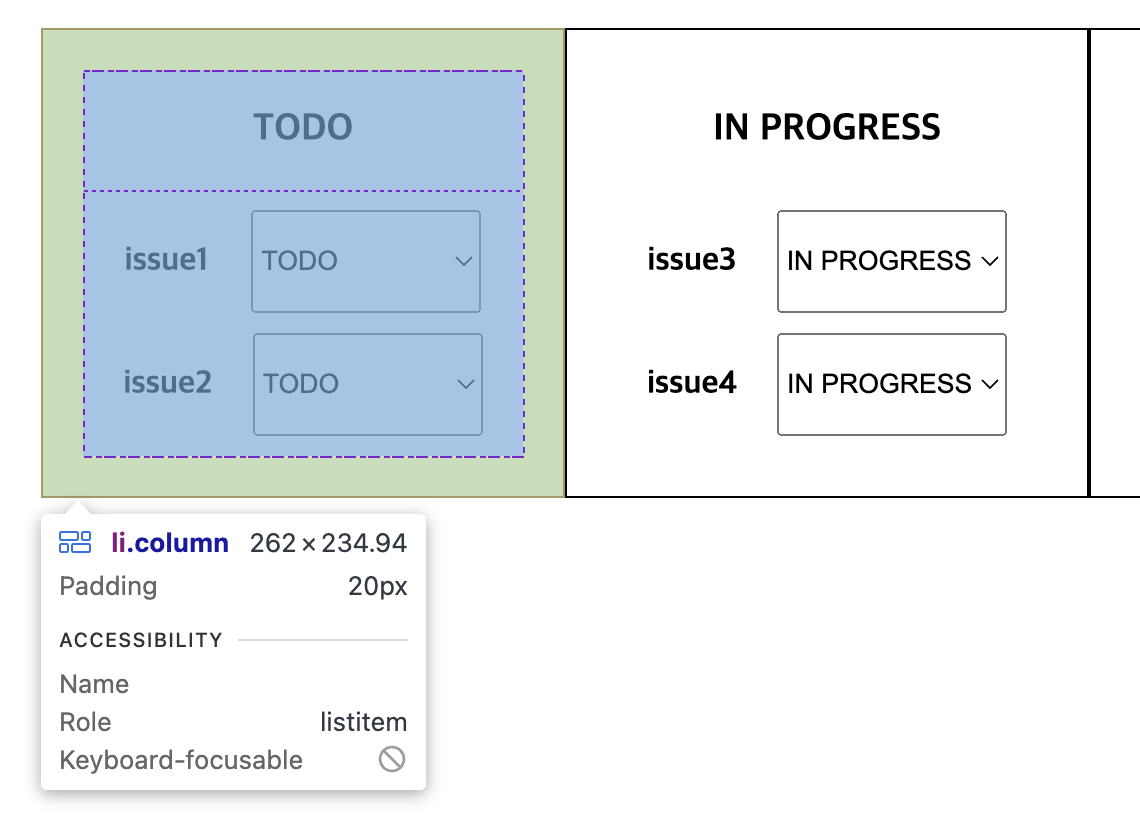 TODO
IN PROGRESS
issue1 TODO
issue3 IN PROGRESS
issue2 TODO
issue4 IN PROGRESS
li.column 262 × 234.94
Padding 20px
ACCESSIBILITY
Name
Role listitem
Keyboard-focusable